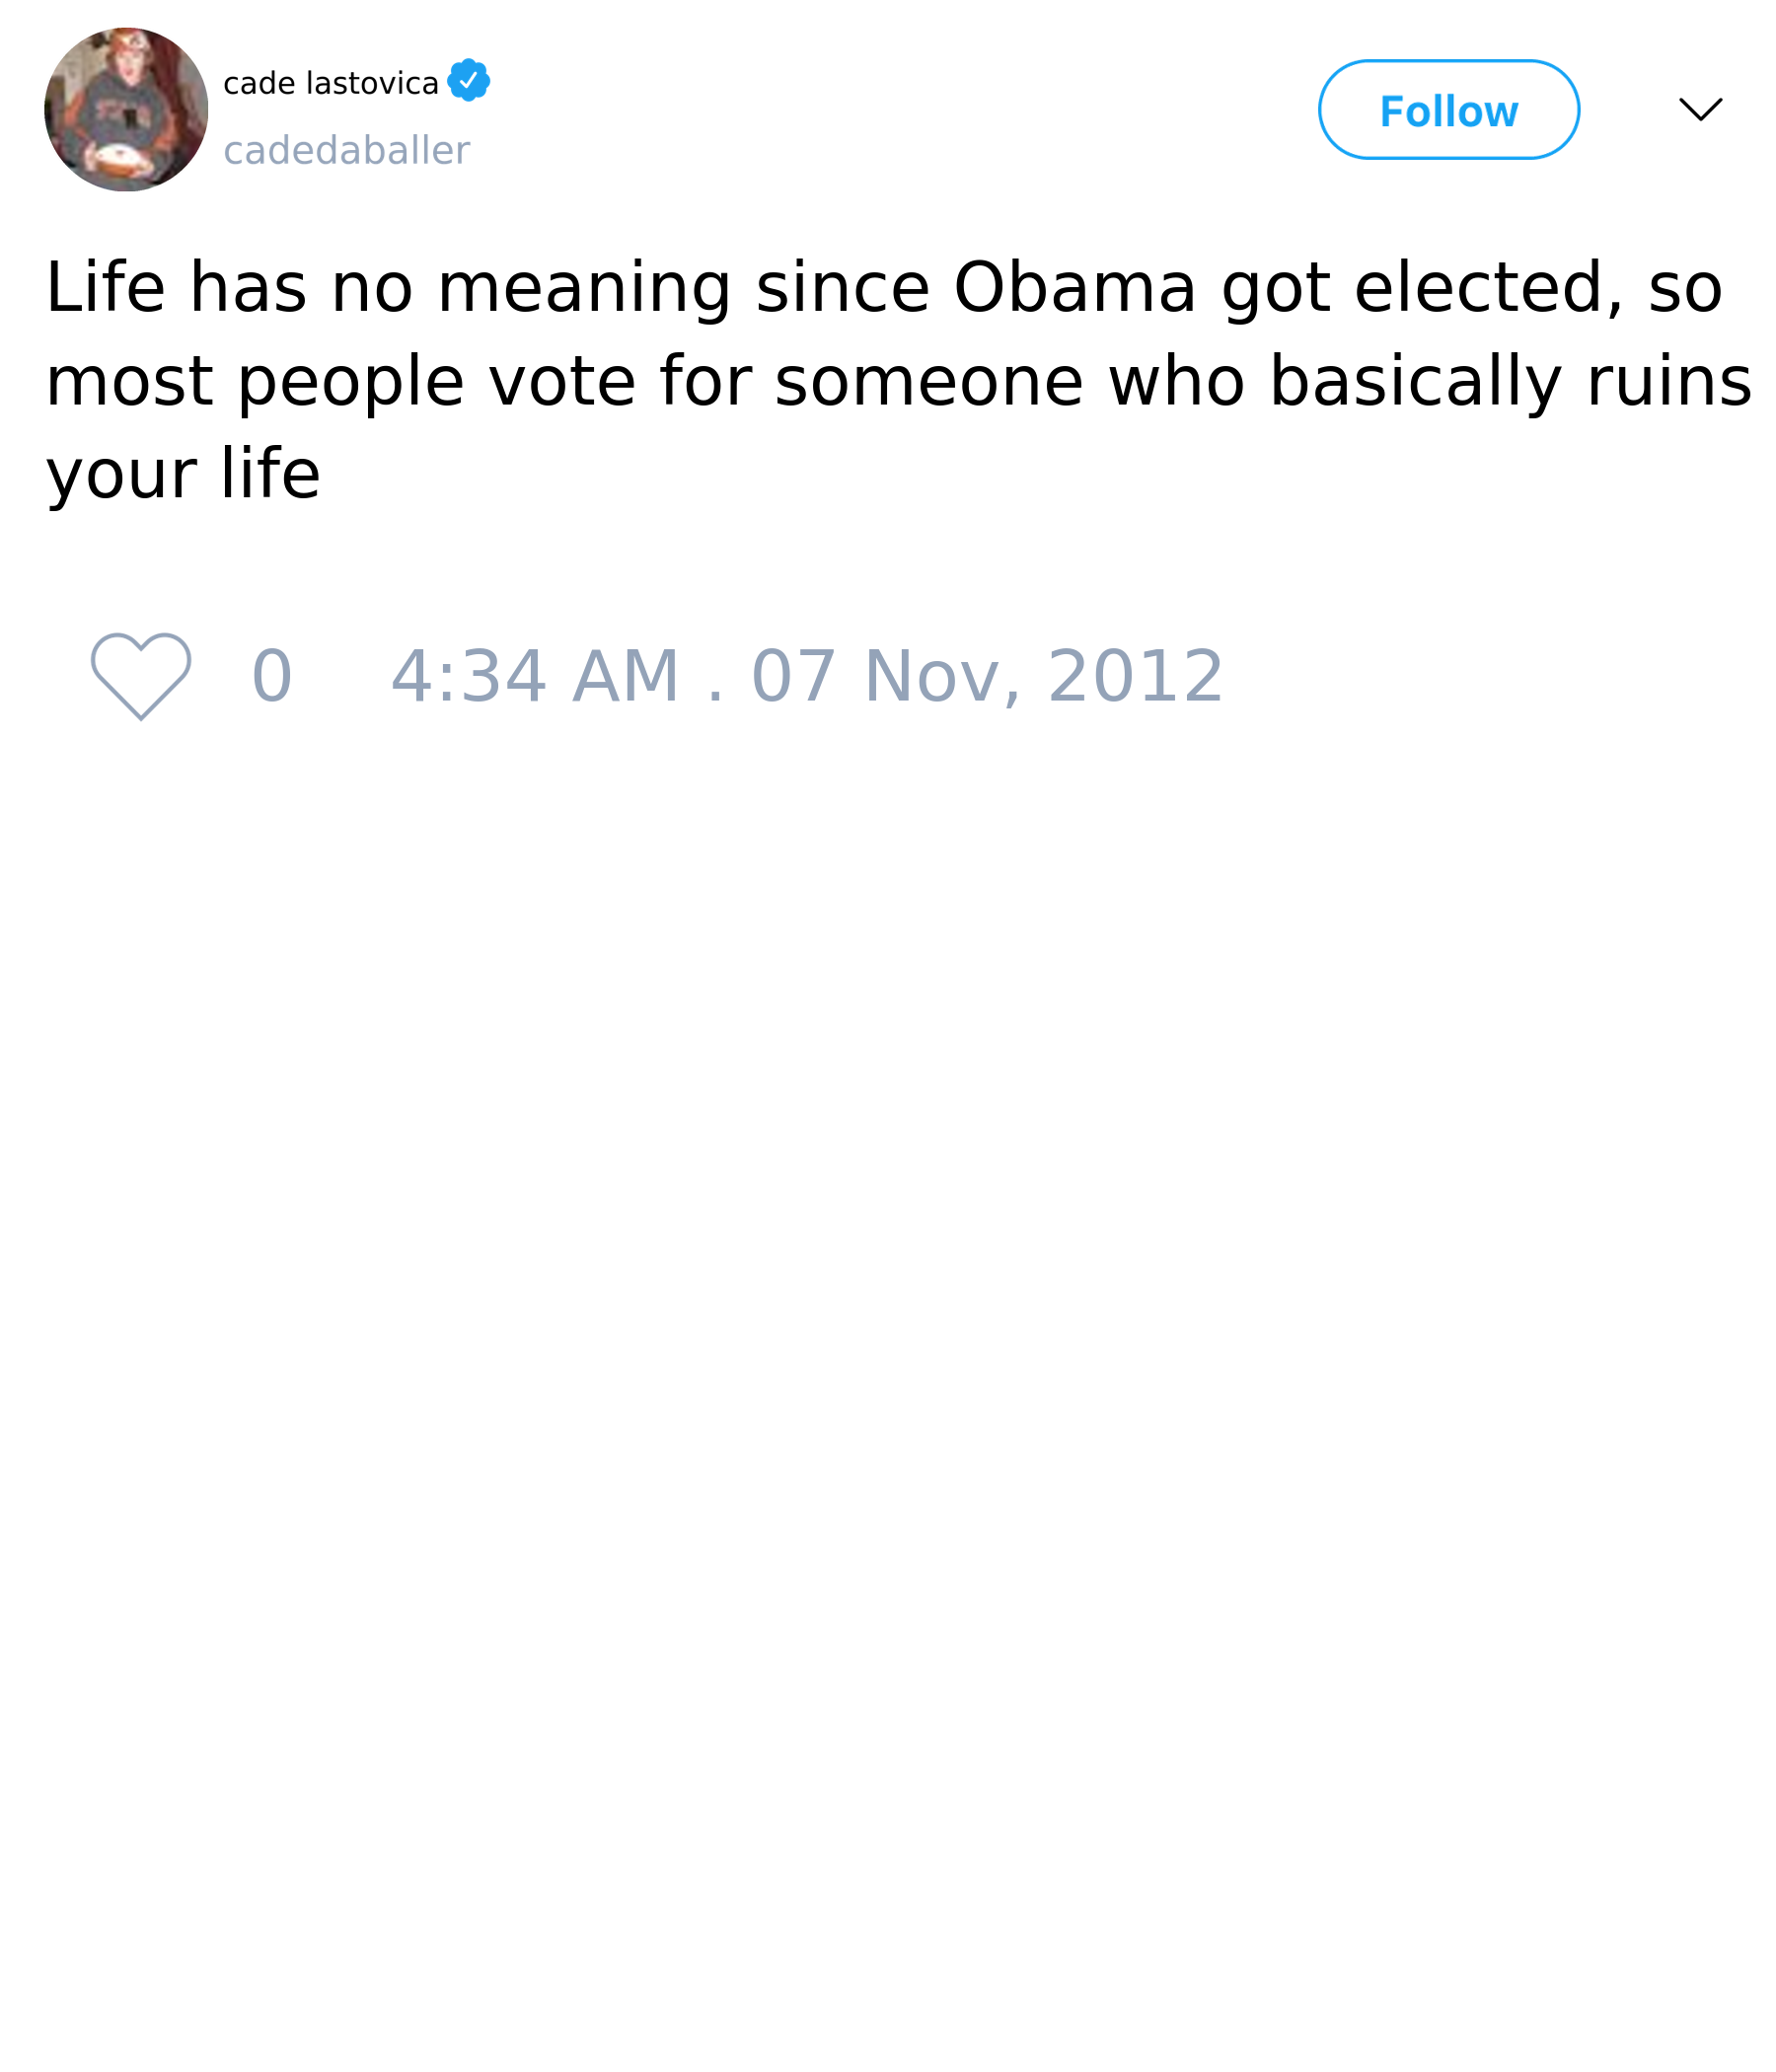 cade lastovica
cadedaballer
Follow
Life has no meaning since Obama got elected, so
most people vote for someone who basically ruins
your life
0 4:34 AM . 07 Nov, 2012